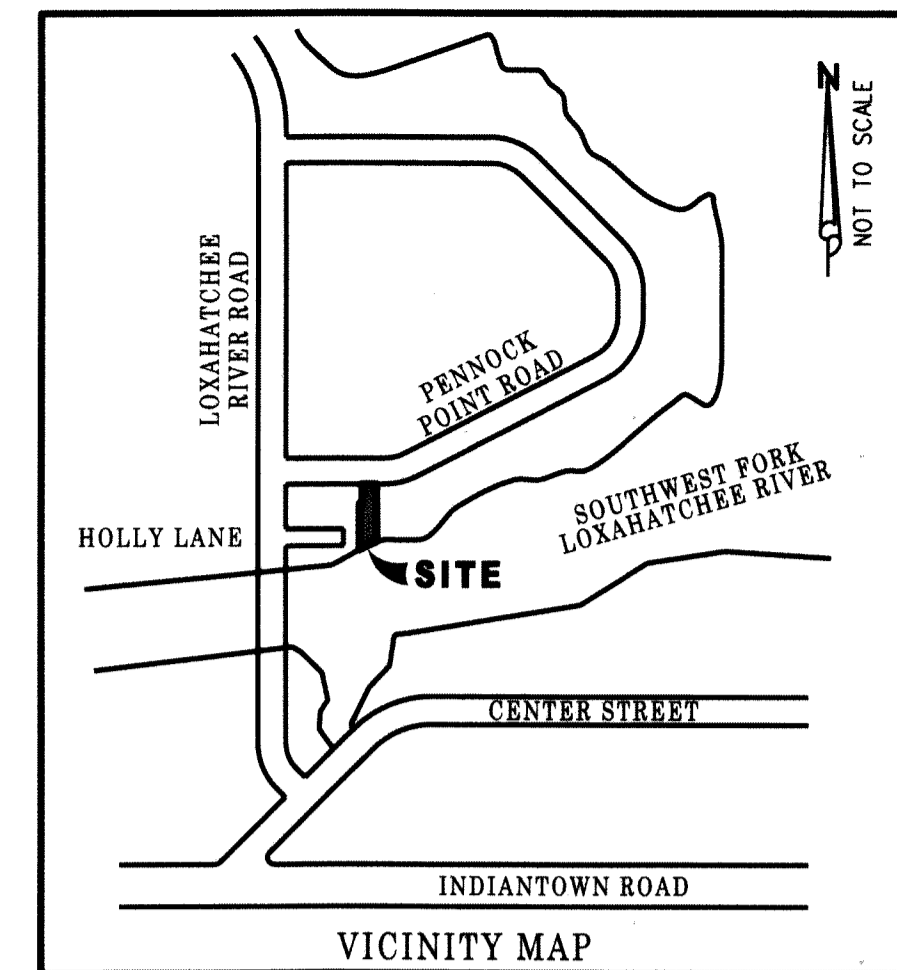 N
NOT TO SCALE
LOXAHATCHEE
RIVER ROAD
PENNOCK
POINT ROAD
SOUTHWEST FORK
LOXAHATCHEE RIVER
HOLLY LANE
SITE
CENTER STREET
INDIANTOWN ROAD
VICINITY MAP